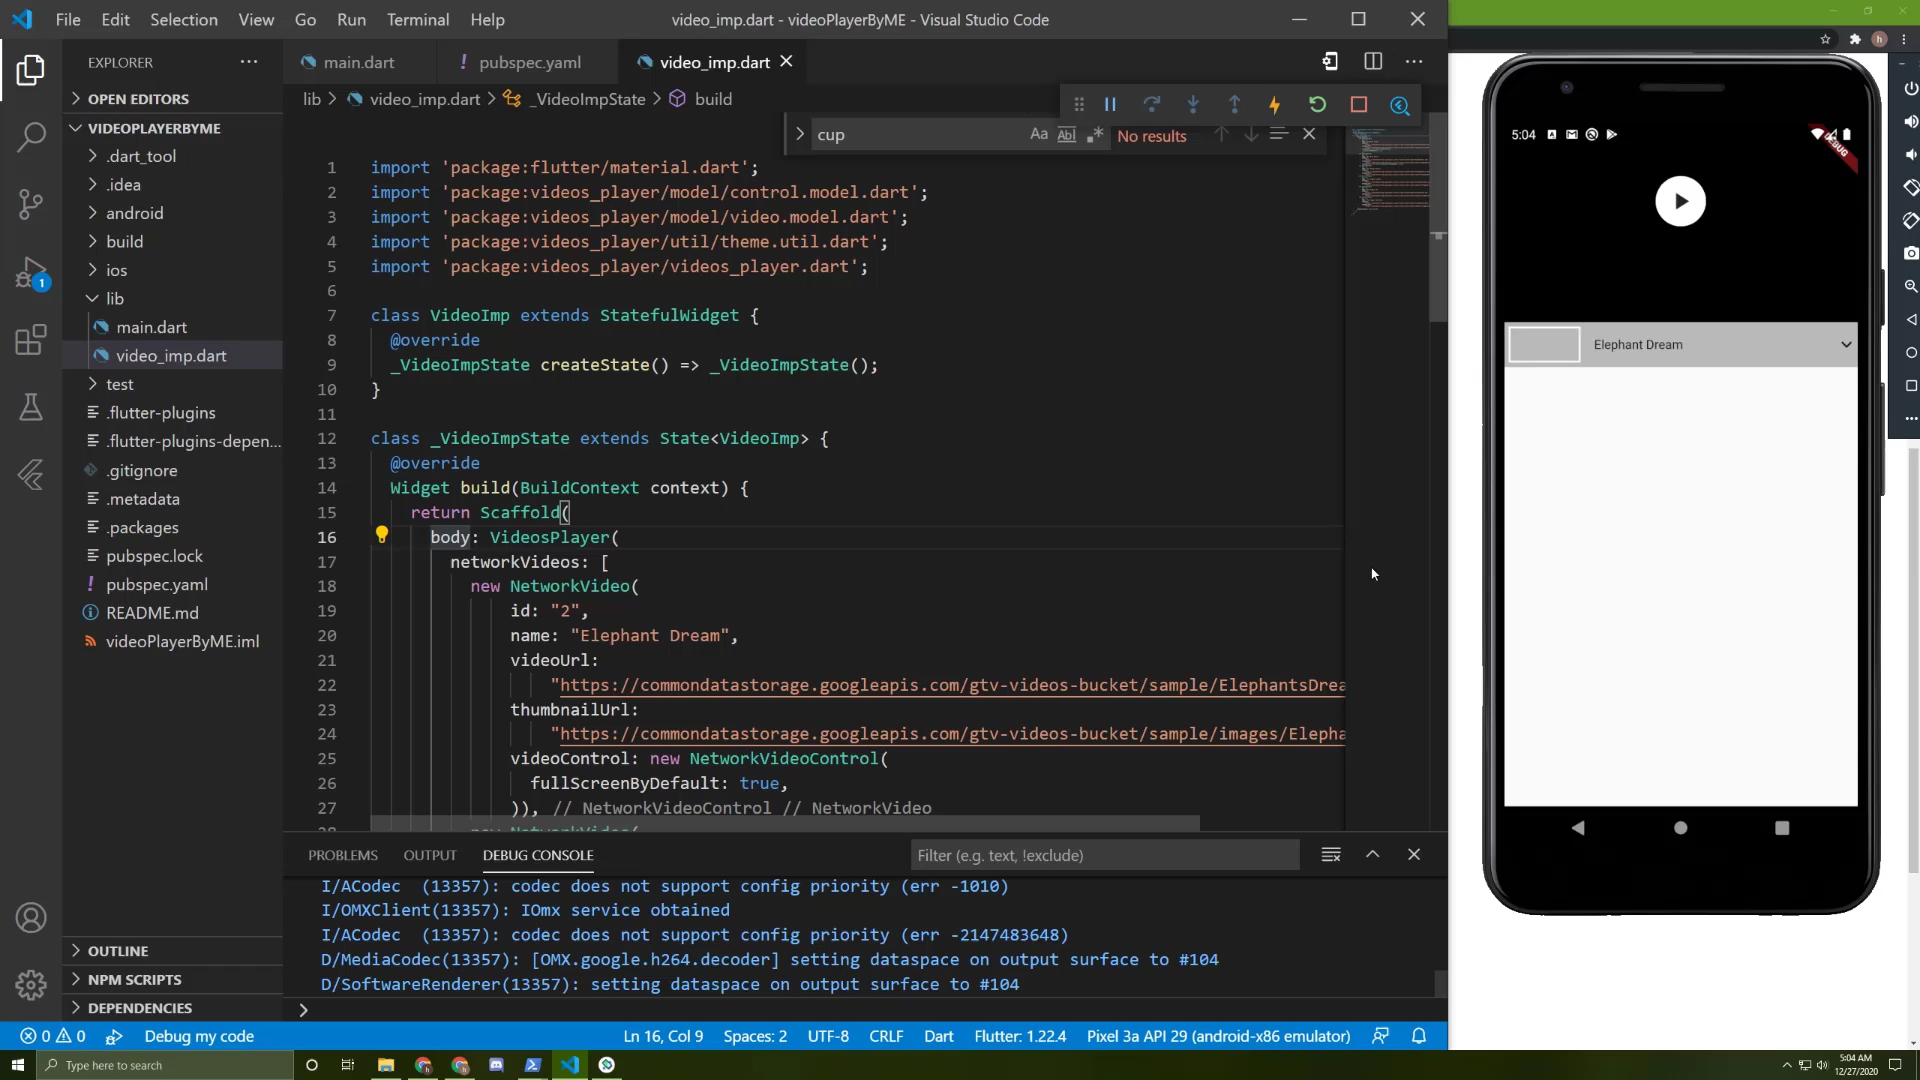 File Edit Selection View Go Run Terminal Help
video_imp.dart - videoPlayerByME - Visual Studio Code
EXPLORER
OPEN EDITORS
VIDEOPLAYERBYME
.dart_tool
.idea
android
build
ios
lib
main.dart
video_imp.dart
test
.flutter-plugins
.flutter-plugins-depen...
.gitignore
.metadata
.packages
pubspec.lock
! pubspec.yaml
README.md
videoPlayerByME.iml
OUTLINE
NPM SCRIPTS
DEPENDENCIES
1
main.dart
! pubspec.yaml
video_imp.dart
lib > video_imp.dart > _VideoImpState > build
cup
Aa Abl .*
No results
1 import 'package:flutter/material.dart';
2 import 'package:videos_player/model/control.model.dart';
3 import 'package:videos_player/model/video.model.dart';
4 import 'package:videos_player/util/theme.util.dart';
5 import 'package:videos_player/videos_player.dart';
6
7 class VideoImp extends StatefulWidget {
8 @override
9 _VideoImpState createState() => _VideoImpState();
10 }
11
12 class _VideoImpState extends State<VideoImp> {
13 @override
14 Widget build(BuildContext context) {
15 return Scaffold(
16 body: VideosPlayer(
17 networkVideos: [
18 new NetworkVideo(
19 id: "2",
20 name: "Elephant Dream",
21 videoUrl:
22 "https://commondatastorage.googleapis.com/gtv-videos-bucket/sample/ElephantsDrea
23 thumbnailUrl:
24 "https://commondatastorage.googleapis.com/gtv-videos-bucket/sample/images/Elepha
25 videoControl: new NetworkVideoControl(
26 fullScreenByDefault: true,
27 )), // NetworkVideoControl // NetworkVideo
28 new NetworkVideo(
PROBLEMS OUTPUT DEBUG CONSOLE
Filter (e.g. text, !exclude)
I/ACodec (13357): codec does not support config priority (err -1010)
I/OMXClient(13357): IOmx service obtained
I/ACodec (13357): codec does not support config priority (err -2147483648)
D/MediaCodec(13357): [OMX.google.h264.decoder] setting dataspace on output surface to #104
D/SoftwareRenderer(13357): setting dataspace on output surface to #104
0 0 Debug my code
Ln 16, Col 9 Spaces: 2 UTF-8 CRLF Dart Flutter: 1.22.4 Pixel 3a API 29 (android-x86 emulator)
Type here to search
5:04 AM
12/27/2020
h
5:04
DEBUG
Elephant Dream